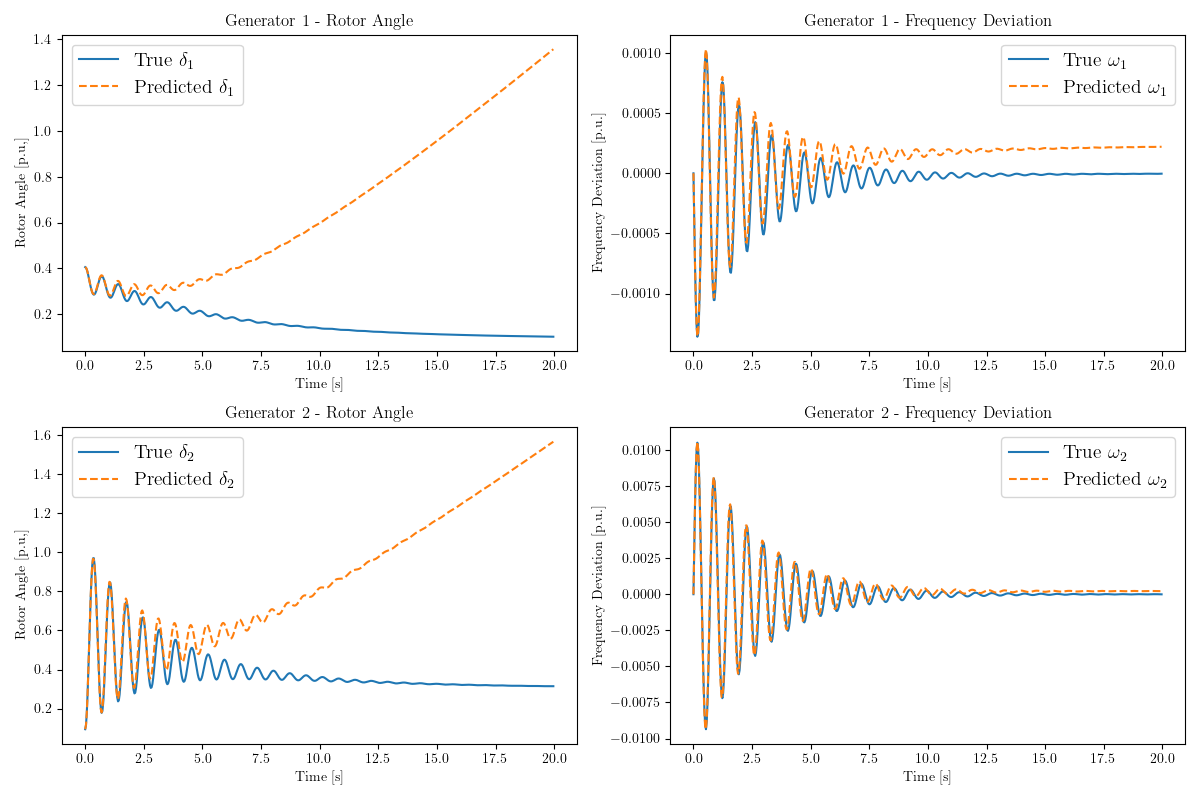 Generator 1 - Rotor Angle
1.4
1.2
1.0
0.8
0.6
0.4
0.2
Rotor Angle [p.u.]
True δ₁
Predicted δ₁
0.0 2.5 5.0 7.5 10.0 12.5 15.0 17.5 20.0
Time [s]
Generator 1 - Frequency Deviation
0.0010
0.0005
0.0000
−0.0005
−0.0010
Frequency Deviation [p.u.]
True ω₁
Predicted ω₁
0.0 2.5 5.0 7.5 10.0 12.5 15.0 17.5 20.0
Time [s]
Generator 2 - Rotor Angle
1.6
1.4
1.2
1.0
0.8
0.6
0.4
0.2
Rotor Angle [p.u.]
True δ₂
Predicted δ₂
0.0 2.5 5.0 7.5 10.0 12.5 15.0 17.5 20.0
Time [s]
Generator 2 - Frequency Deviation
0.0100
0.0075
0.0050
0.0025
0.0000
−0.0025
−0.0050
−0.0075
−0.0100
Frequency Deviation [p.u.]
True ω₂
Predicted ω₂
0.0 2.5 5.0 7.5 10.0 12.5 15.0 17.5 20.0
Time [s]